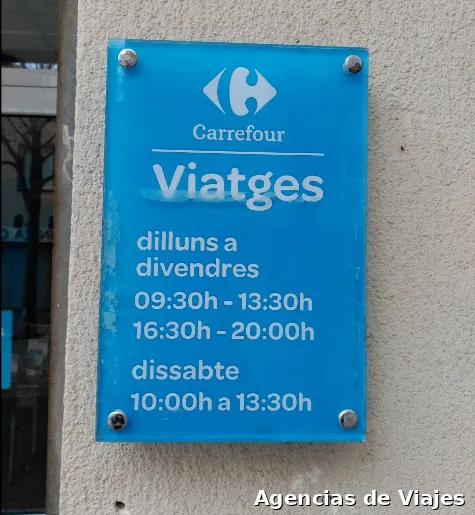 Carrefour
Viatges
dilluns a
divendres
09:30h - 13:30h
16:30h - 20:00h
dissabte
10:00h a 13:30h
Agencias de Viajes